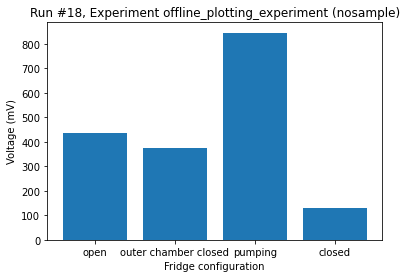 Run #18, Experiment offline_plotting_experiment (nosample)
800
700
600
500
400
300
200
100
0
Voltage (mV)
open outer chamber closed pumping closed
Fridge configuration